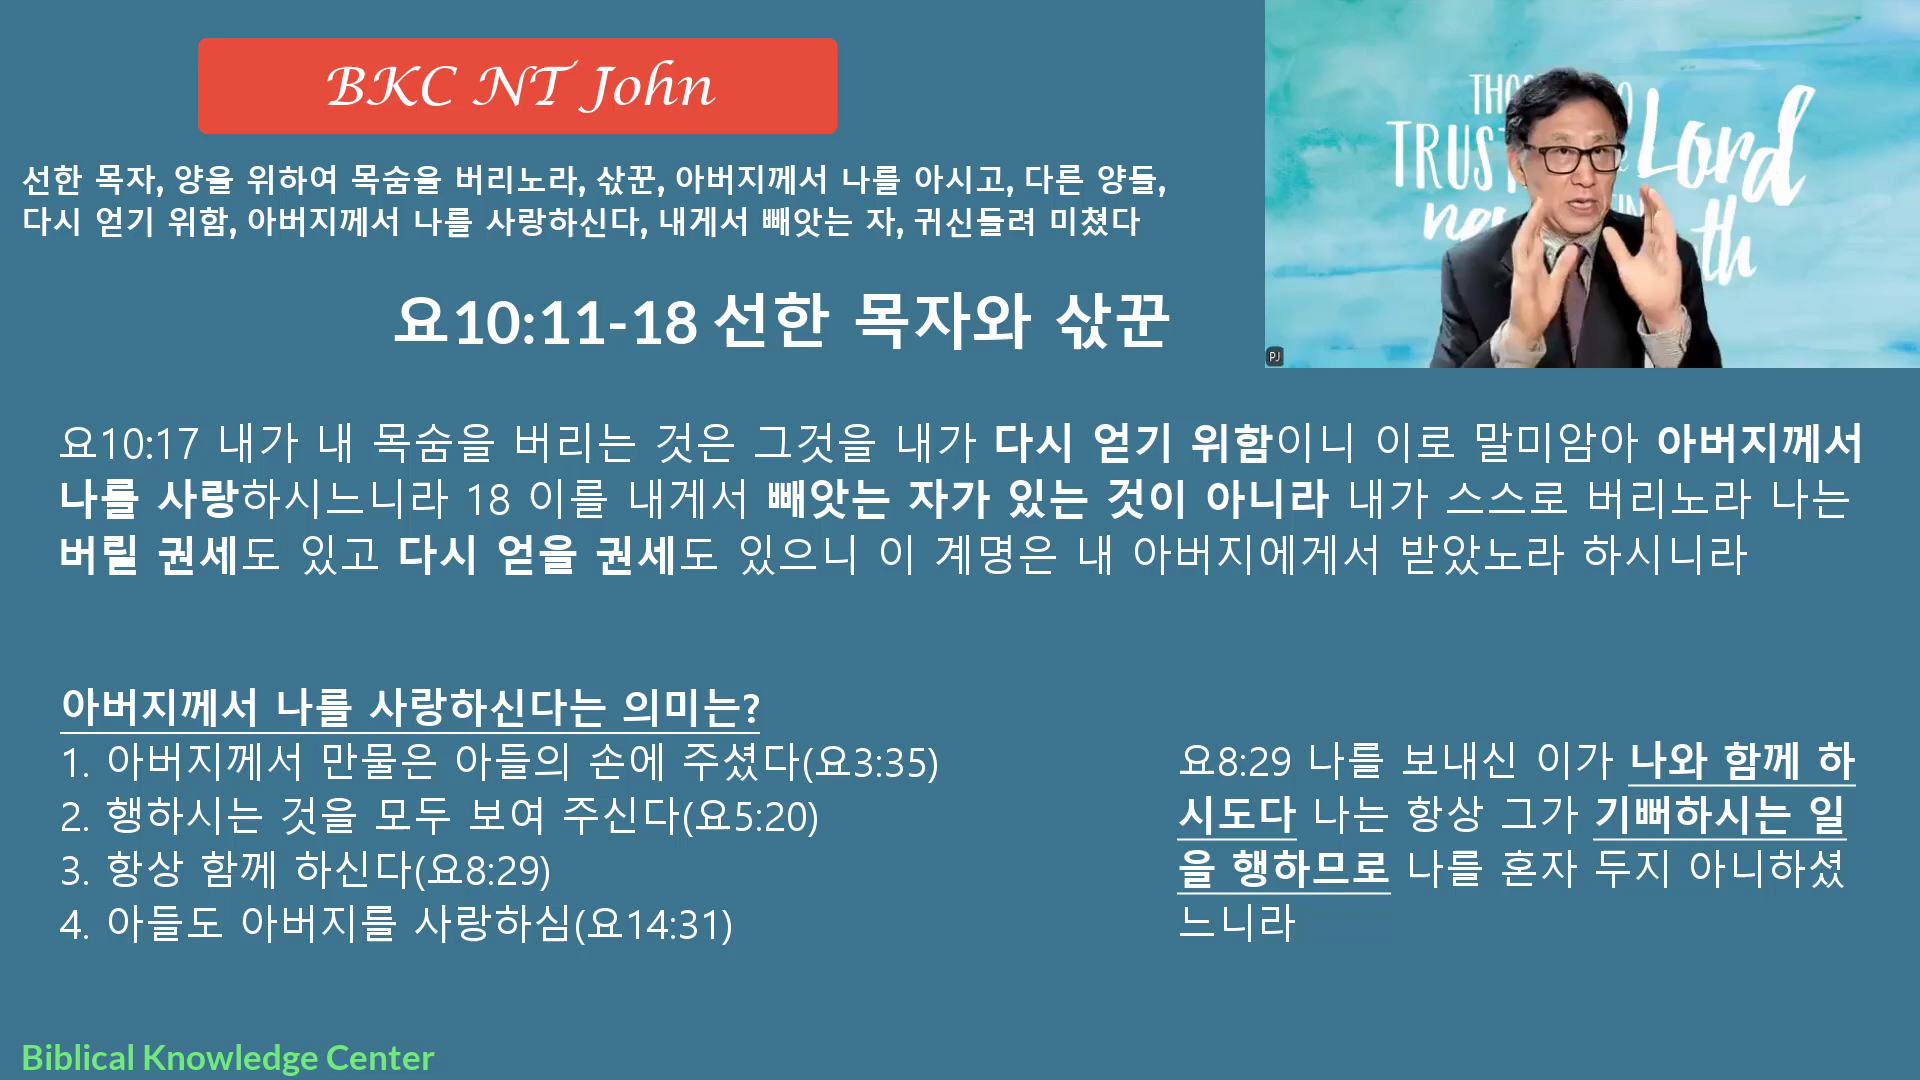 BKC NT John
선한 목자, 양을 위하여 목숨을 버리노라, 삯꾼, 아버지께서 나를 아시고, 다른 양들,
다시 얻기 위함, 아버지께서 나를 사랑하신다, 내게서 빼앗는 자, 귀신들려 미쳤다
요10:11-18 선한 목자와 삯꾼
THO
TRUST
Lord
ne
IN
th
PJ
요10:17 내가 내 목숨을 버리는 것은 그것을 내가 다시 얻기 위함이니 이로 말미암아 아버지께서
나를 사랑하시느니라 18 이를 내게서 빼앗는 자가 있는 것이 아니라 내가 스스로 버리노라 나는
버릴 권세도 있고 다시 얻을 권세도 있으니 이 계명은 내 아버지에게서 받았노라 하시니라
아버지께서 나를 사랑하신다는 의미는?
1. 아버지께서 만물은 아들의 손에 주셨다(요3:35)
2. 행하시는 것을 모두 보여 주신다(요5:20)
3. 항상 함께 하신다(요8:29)
4. 아들도 아버지를 사랑하심(요14:31)
요8:29 나를 보내신 이가 나와 함께 하
시도다 나는 항상 그가 기뻐하시는 일
을 행하므로 나를 혼자 두지 아니하셨
느니라
Biblical Knowledge Center